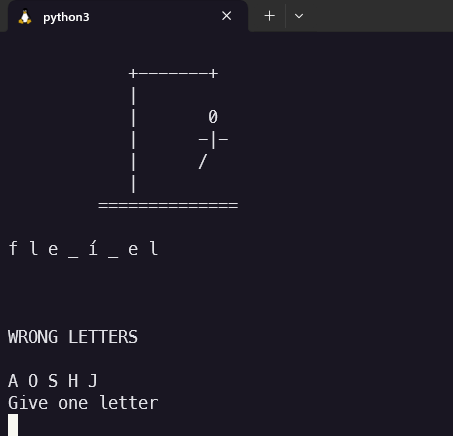 python3
+-------+
|
|       0
|      -|-
|      /
|
==============
f l e _ í _ e l
WRONG LETTERS
A O S H J
Give one letter